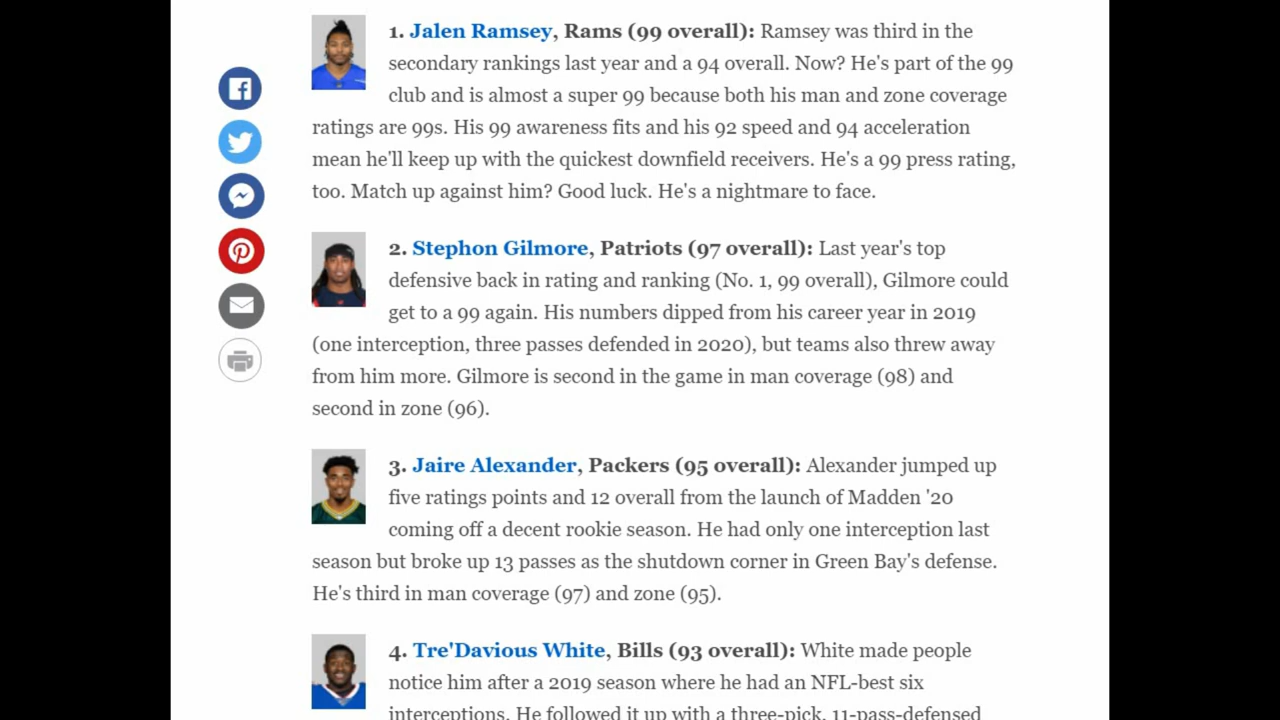 1. Jalen Ramsey, Rams (99 overall): Ramsey was third in the
secondary rankings last year and a 94 overall. Now? He's part of the 99
club and is almost a super 99 because both his man and zone coverage
ratings are 99s. His 99 awareness fits and his 92 speed and 94 acceleration
mean he'll keep up with the quickest downfield receivers. He's a 99 press rating,
too. Match up against him? Good luck. He's a nightmare to face.
2. Stephon Gilmore, Patriots (97 overall): Last year's top
defensive back in rating and ranking (No. 1, 99 overall), Gilmore could
get to a 99 again. His numbers dipped from his career year in 2019
(one interception, three passes defended in 2020), but teams also threw away
from him more. Gilmore is second in the game in man coverage (98) and
second in zone (96).
3. Jaire Alexander, Packers (95 overall): Alexander jumped up
five ratings points and 12 overall from the launch of Madden '20
coming off a decent rookie season. He had only one interception last
season but broke up 13 passes as the shutdown corner in Green Bay's defense.
He's third in man coverage (97) and zone (95).
4. Tre'Davious White, Bills (93 overall): White made people
notice him after a 2019 season where he had an NFL-best six
interceptions. He followed it up with a three-pick, 11-pass-defended